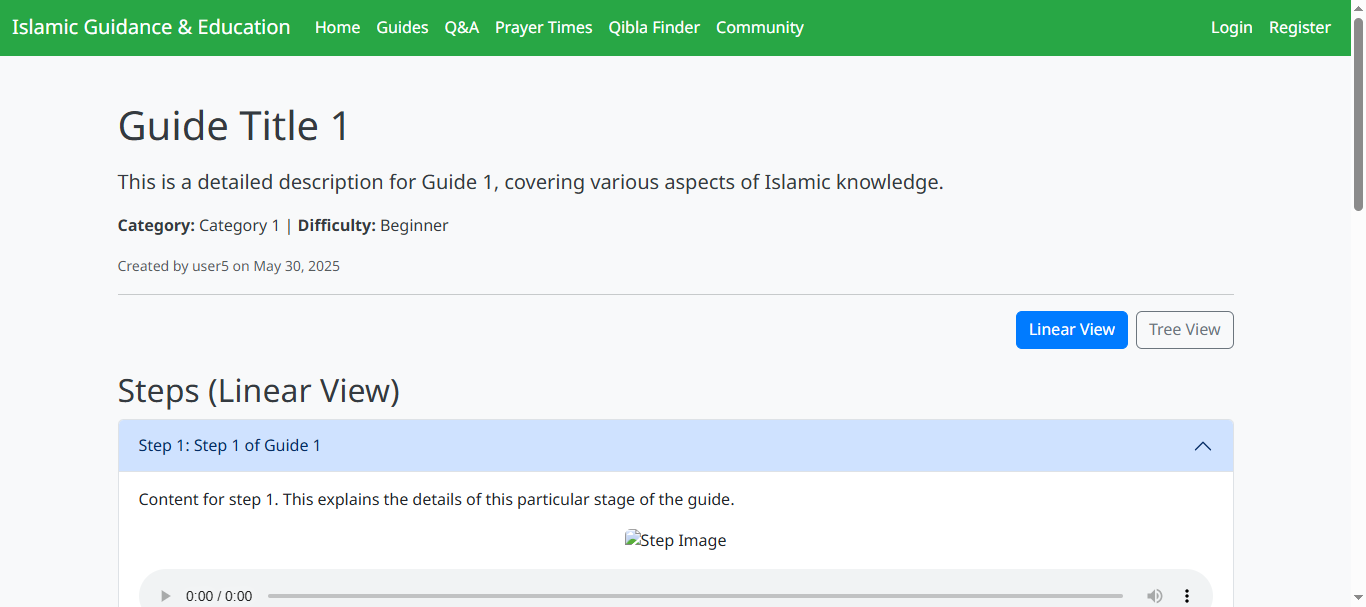 Islamic Guidance & Education Home Guides Q&A Prayer Times Qibla Finder Community Login Register
Guide Title 1
This is a detailed description for Guide 1, covering various aspects of Islamic knowledge.
Category: Category 1 | Difficulty: Beginner
Created by user5 on May 30, 2025
Linear View Tree View
Steps (Linear View)
Step 1: Step 1 of Guide 1
Content for step 1. This explains the details of this particular stage of the guide.
Step Image
0:00 / 0:00